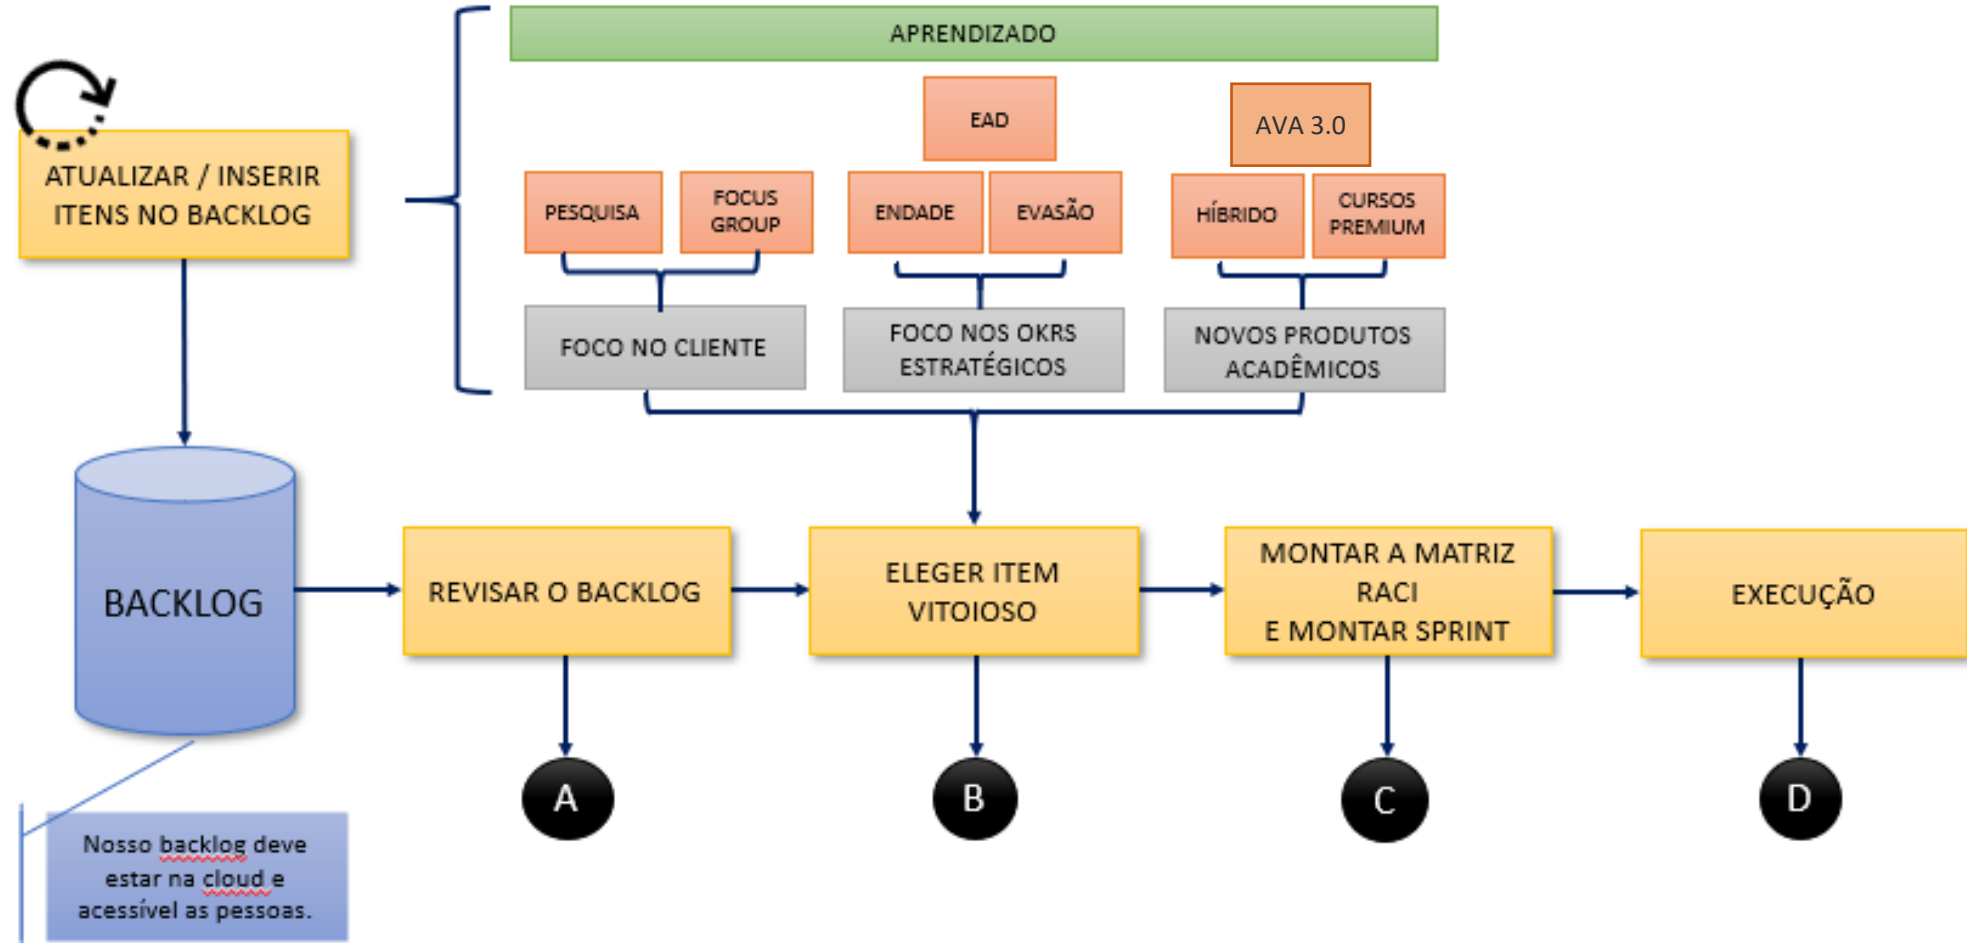 APRENDIZADO
EAD
AVA 3.0
ATUALIZAR / INSERIR
ITENS NO BACKLOG
PESQUISA
FOCUS
GROUP
ENDADE
EVASÃO
HÍBRIDO
CURSOS
PREMIUM
FOCO NO CLIENTE
FOCO NOS OKRS
ESTRATÉGICOS
NOVOS PRODUTOS
ACADÊMICOS
BACKLOG
REVISAR O BACKLOG
ELEGER ITEM
VITOIOSO
MONTAR A MATRIZ
RACI
E MONTAR SPRINT
EXECUÇÃO
A
B
C
D
Nosso backlog deve
estar na cloud e
acessível as pessoas.